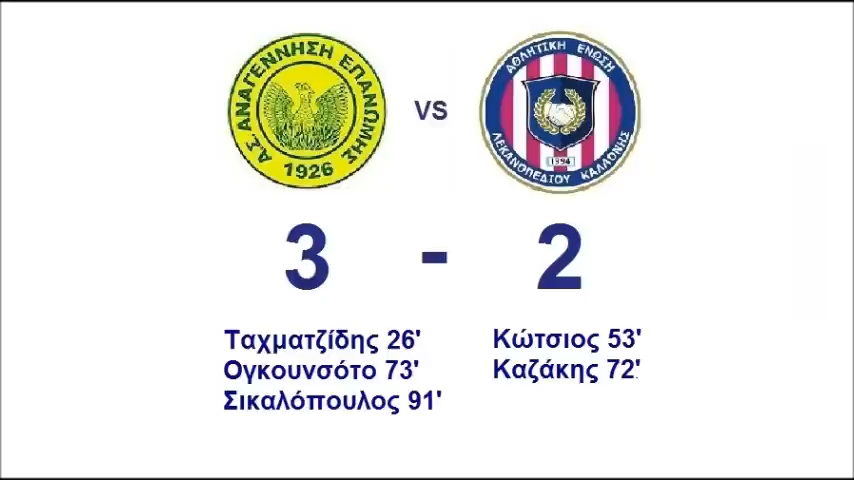 Α.Σ. ΑΝΑΓΕΝΝΗΣΗ ΕΠΑΝΩΜΗΣ
1926
VS
ΑΘΛΗΤΙΚΗ ΕΝΩΣΗ
1994
ΛΕΚΑΝΟΠΕΔΙΟΥ ΚΑΛΛΟΝΗΣ
3 - 2
Ταχματζίδης 26'
Ογκουνσότο 73'
Σικαλόπουλος 91'
Κώτσιος 53'
Καζάκης 72'